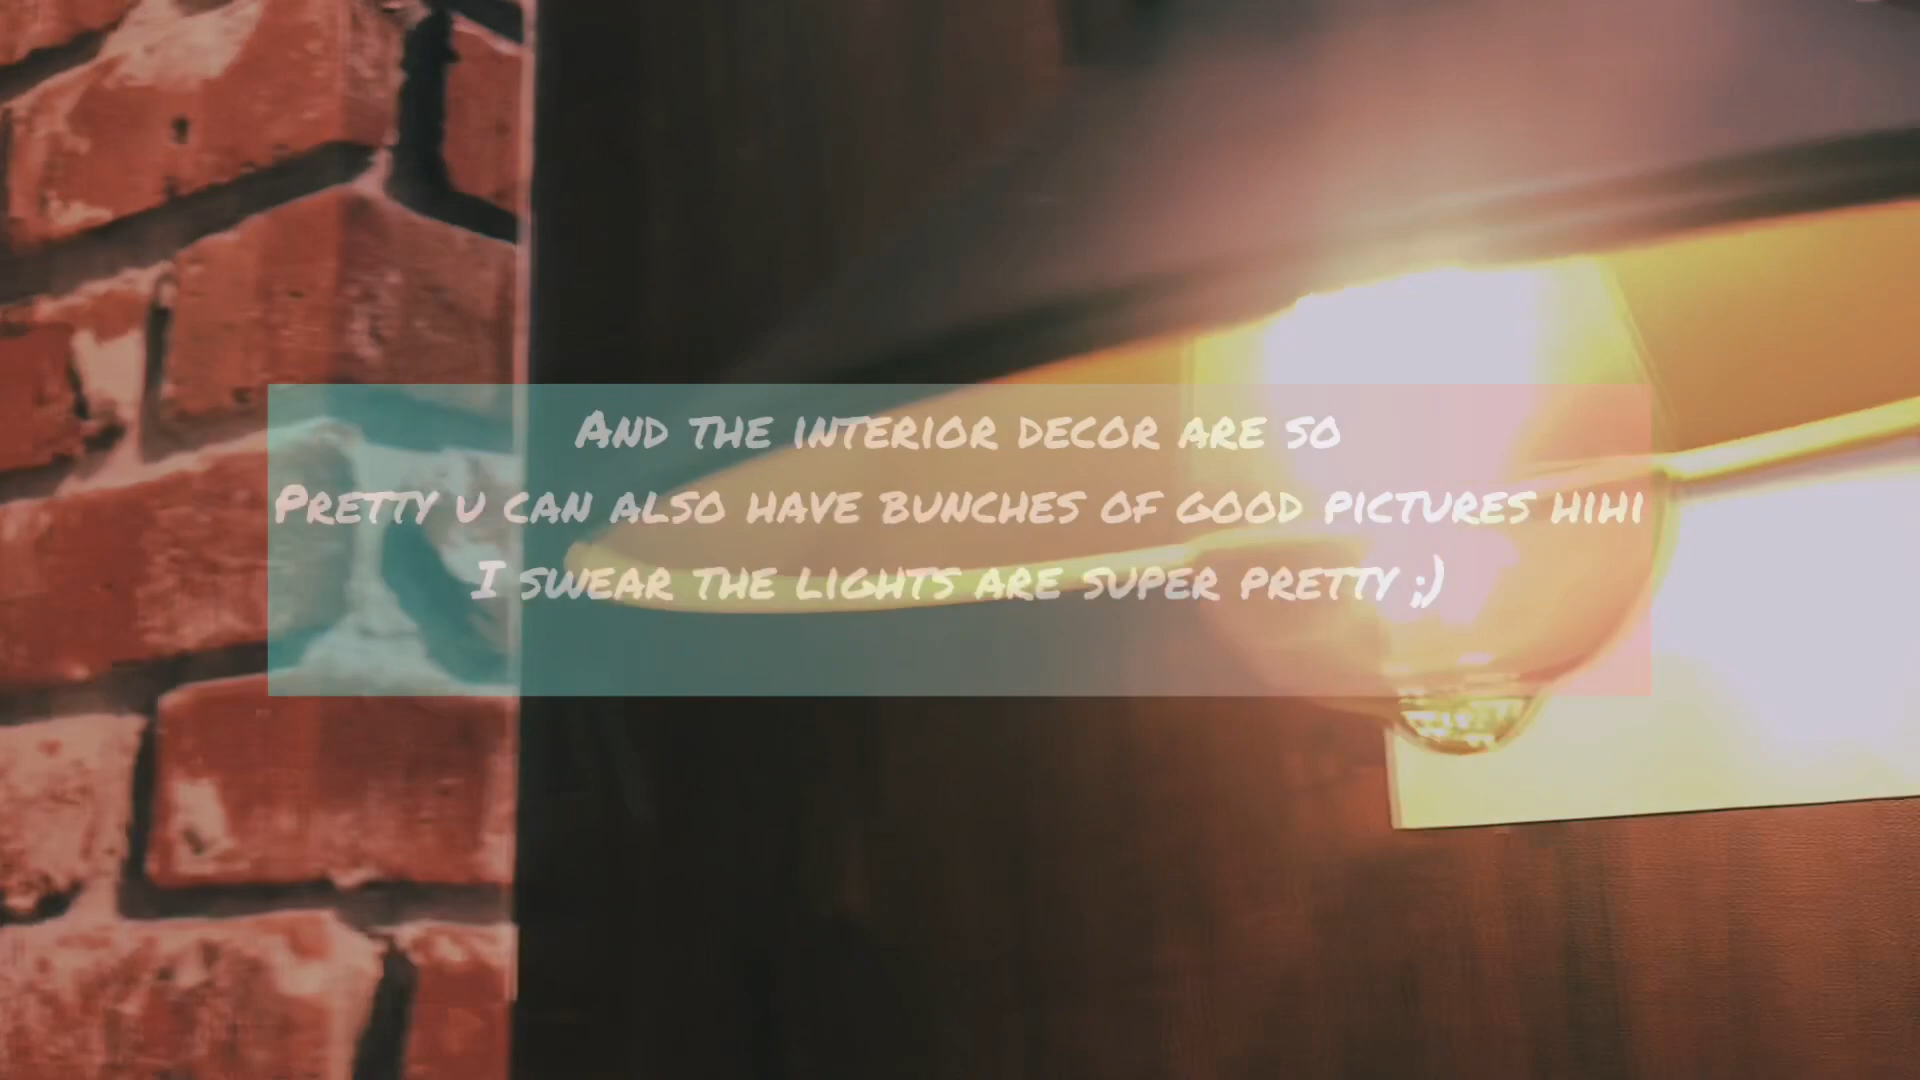 And the interior decor are so
Pretty u can also have bunches of good pictures hihi
I swear the lights are super pretty ;)